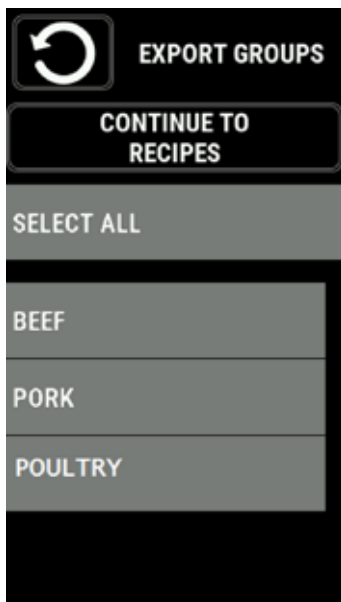 EXPORT GROUPS
CONTINUE TO
RECIPES
SELECT ALL
BEEF
PORK
POULTRY